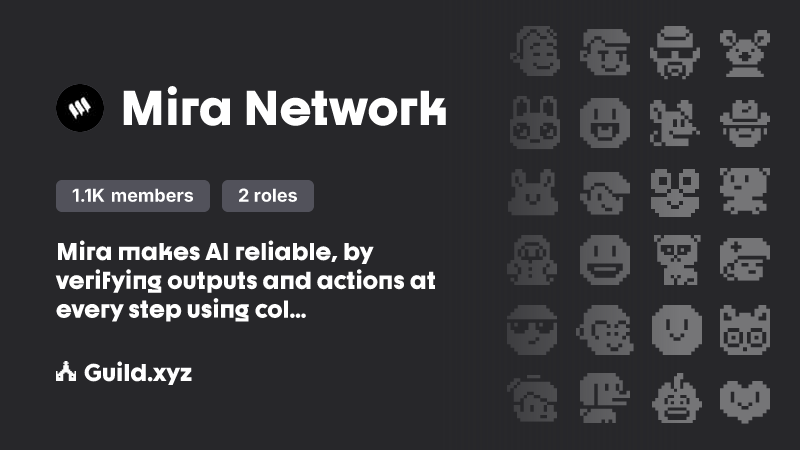 Mira Network
1.1K members
2 roles
Mira makes AI reliable, by
verifying outputs and actions at
every step using col...
Guild.xyz